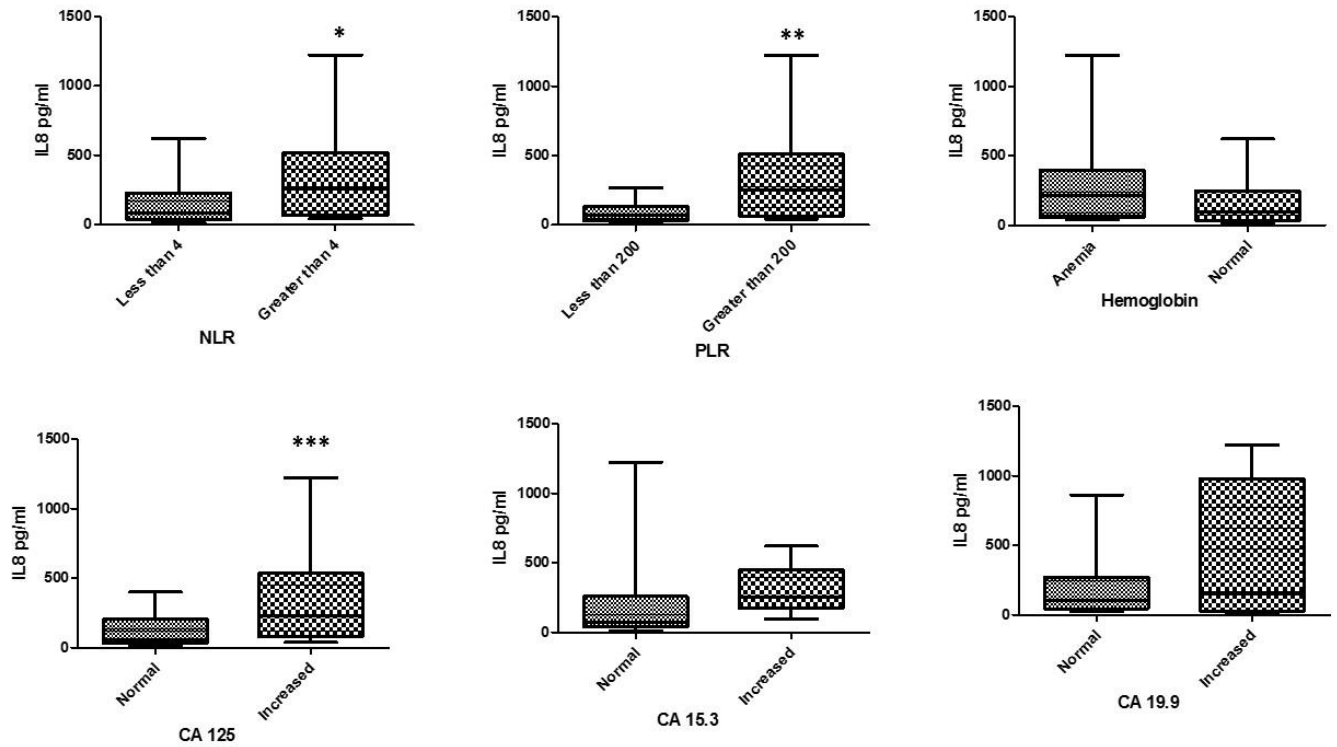 1500
1000
500
0
IL8 pg/ml
*
Less than 4
Greater than 4
NLR
1500
1000
500
0
IL8 pg/ml
**
Less than 200
Greater than 200
PLR
1500
1000
500
0
IL8 pg/ml
Anemia
Normal
Hemoglobin
1500
1000
500
0
IL8 pg/ml
***
Normal
Increased
CA 125
1500
1000
500
0
IL8 pg/ml
Normal
Increased
CA 15.3
1500
1000
500
0
IL8 pg/ml
Normal
Increased
CA 19.9